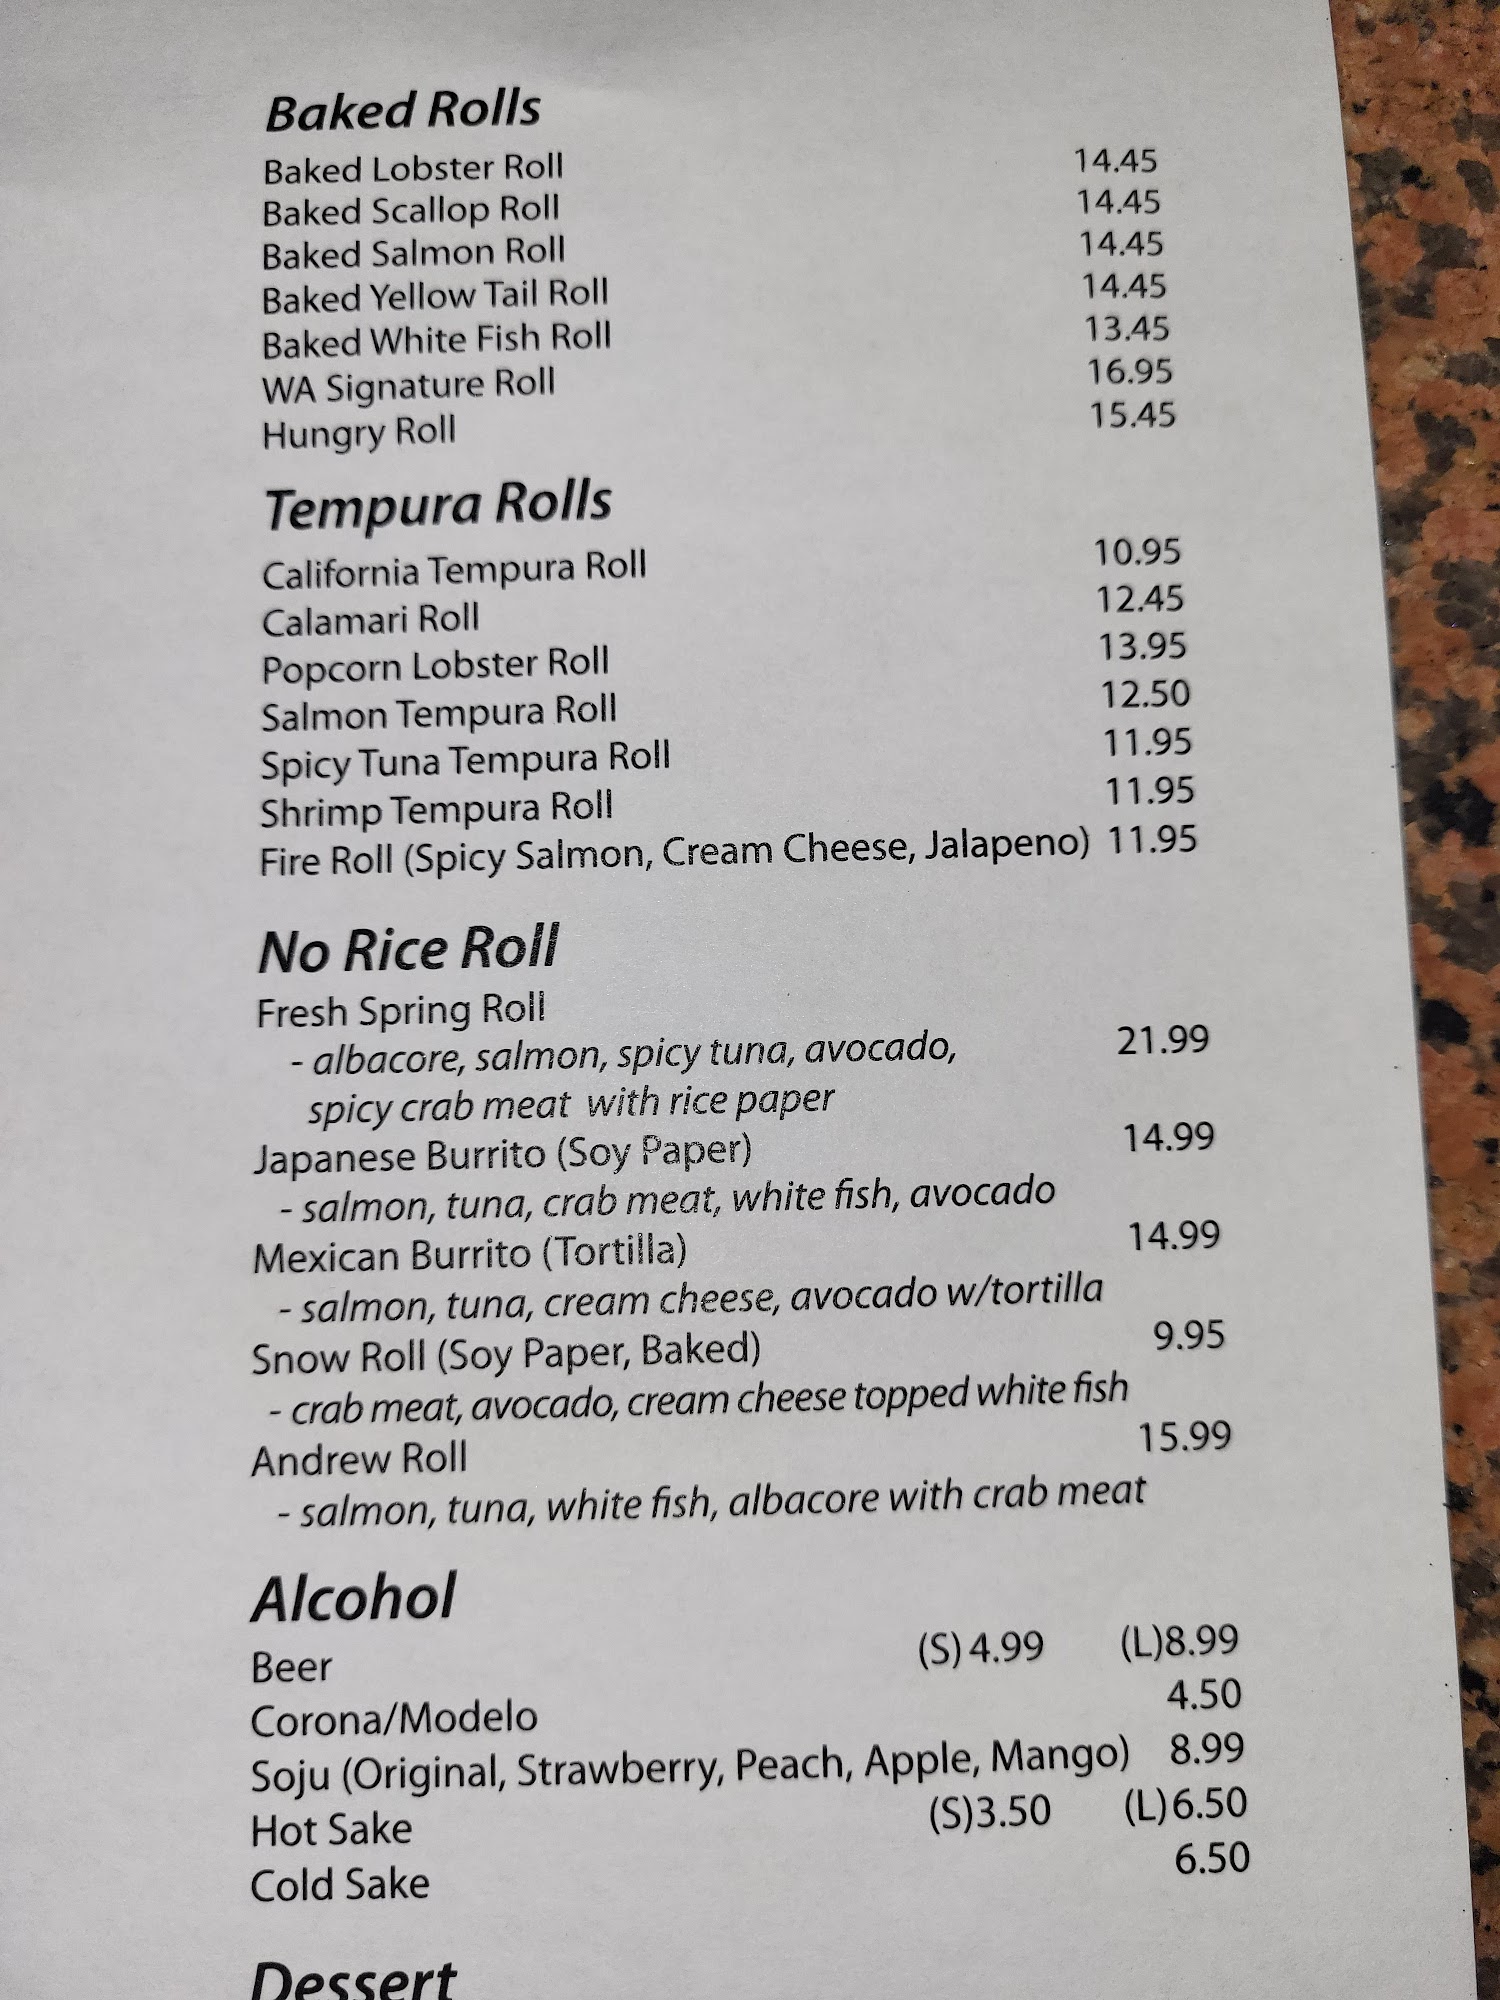 Baked Rolls
Baked Lobster Roll 14.45
Baked Scallop Roll 14.45
Baked Salmon Roll 14.45
Baked Yellow Tail Roll 14.45
Baked White Fish Roll 13.45
WA Signature Roll 16.95
Hungry Roll 15.45
Tempura Rolls
California Tempura Roll 10.95
Calamari Roll 12.45
Popcorn Lobster Roll 13.95
Salmon Tempura Roll 12.50
Spicy Tuna Tempura Roll 11.95
Shrimp Tempura Roll 11.95
Fire Roll (Spicy Salmon, Cream Cheese, Jalapeno) 11.95
No Rice Roll
Fresh Spring Roll
- albacore, salmon, spicy tuna, avocado, 21.99
spicy crab meat with rice paper
Japanese Burrito (Soy Paper) 14.99
- salmon, tuna, crab meat, white fish, avocado
Mexican Burrito (Tortilla) 14.99
- salmon, tuna, cream cheese, avocado w/tortilla
Snow Roll (Soy Paper, Baked) 9.95
- crab meat, avocado, cream cheese topped white fish
Andrew Roll 15.99
- salmon, tuna, white fish, albacore with crab meat
Alcohol
Beer (S) 4.99 (L)8.99
Corona/Modelo 4.50
Soju (Original, Strawberry, Peach, Apple, Mango) 8.99
Hot Sake (S)3.50 (L)6.50
Cold Sake 6.50
Dessert